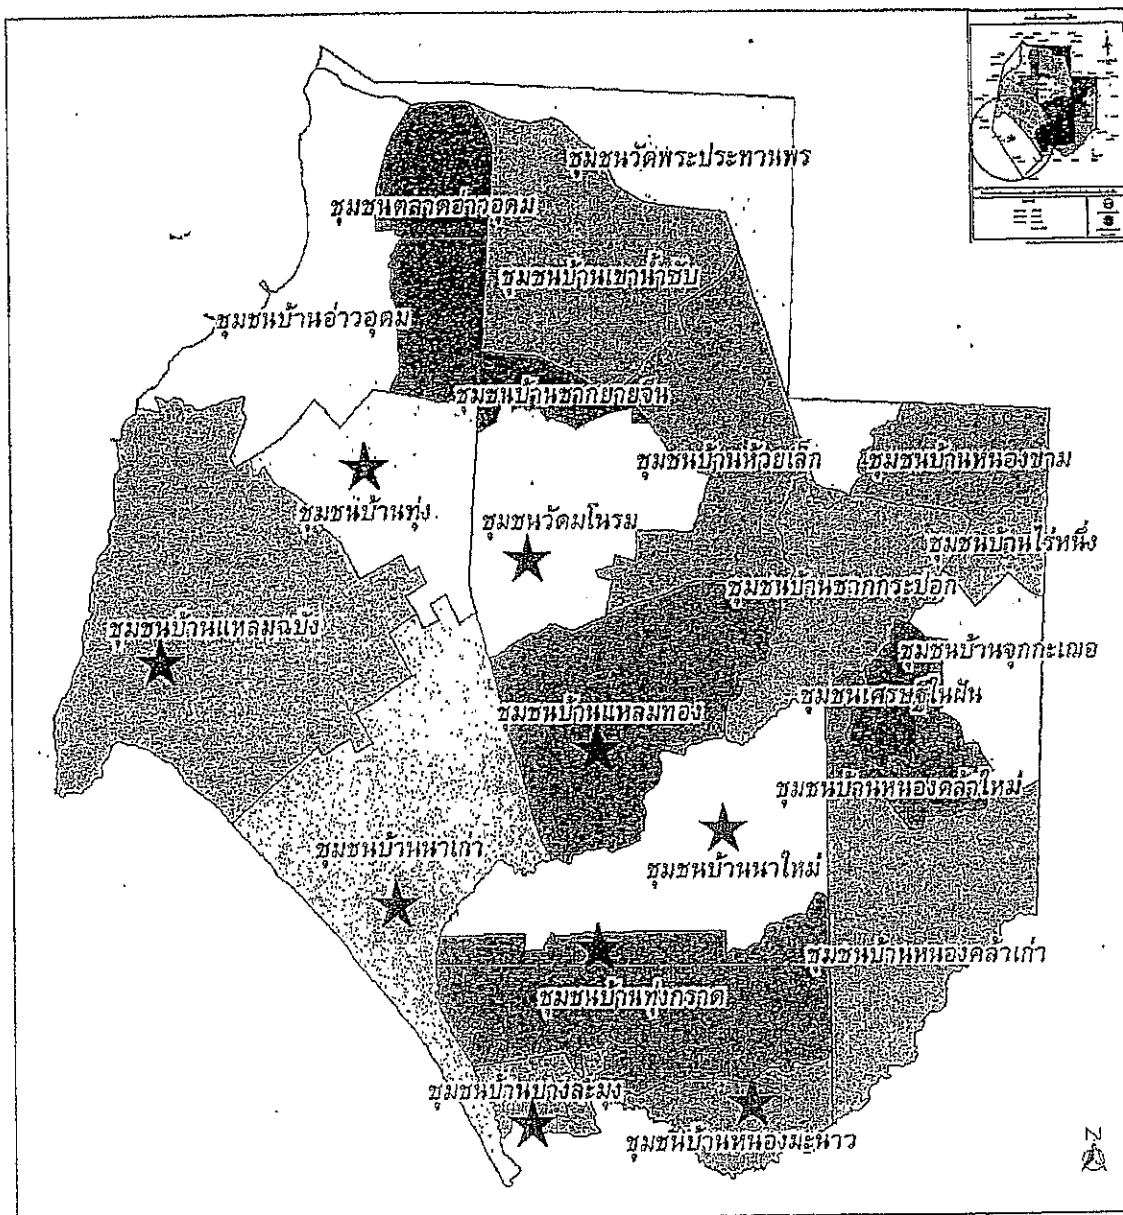 ชุมชนวัดพระประทานพร
ชุมชนตลาดอ่าวอุดม
ชุมชนบ้านเขาน้ำซับ
ชุมชนบ้านอ่าวอุดม
ชุมชนบ้านชากยายจีน
ชุมชนบ้านห้วยเล็ก
ชุมชนบ้านหนองขาม
ชุมชนบ้านทุ่ง
ชุมชนวัดมโนรม
ชุมชนบ้านไร่หนึ่ง
ชุมชนบ้านชากกระปอก
ชุมชนบ้านแหลมฉบัง
ชุมชนบ้านจุกกะเฌอ
ชุมชนเศรษฐีในฝัน
ชุมชนบ้านแหลมทอง
ชุมชนบ้านหนองคล้าใหม่
ชุมชนบ้านนาเก่า
ชุมชนบ้านนาใหม่
ชุมชนบ้านหนองคล้าเก่า
ชุมชนบ้านทุ่งกราด
ชุมชนบ้านบางละมุง
ชุมชนบ้านหนองมะนาว
N